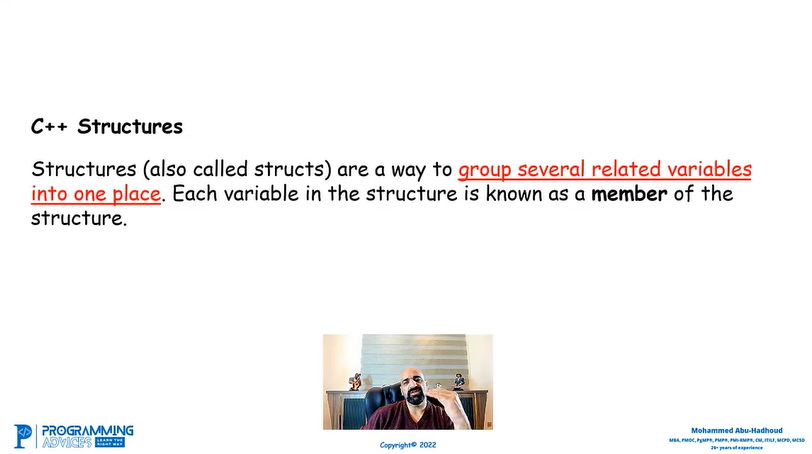 C++ Structures
Structures (also called structs) are a way to group several related variables
into one place. Each variable in the structure is known as a member of the
structure.
PROGRAMMING
ADVICES LEARN THE RIGHT WAY
Copyright© 2022
Mohammed Abu-Hadhoud
MBA, PMOC, PgMP®, PMP®, PMI-RMP®, CM, ITILF, MCPD, MCSD
20+ years of experience